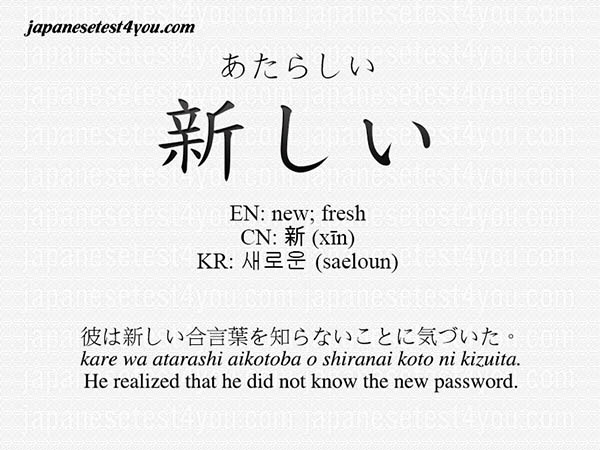 japanesetest4you.com
あたらしい
新しい
EN: new; fresh
CN: 新 (xīn)
KR: 새로운 (saeloun)
彼は新しい合言葉を知らないことに気づいた。
kare wa atarashi aikotoba o shiranai koto ni kizuita.
He realized that he did not know the new password.